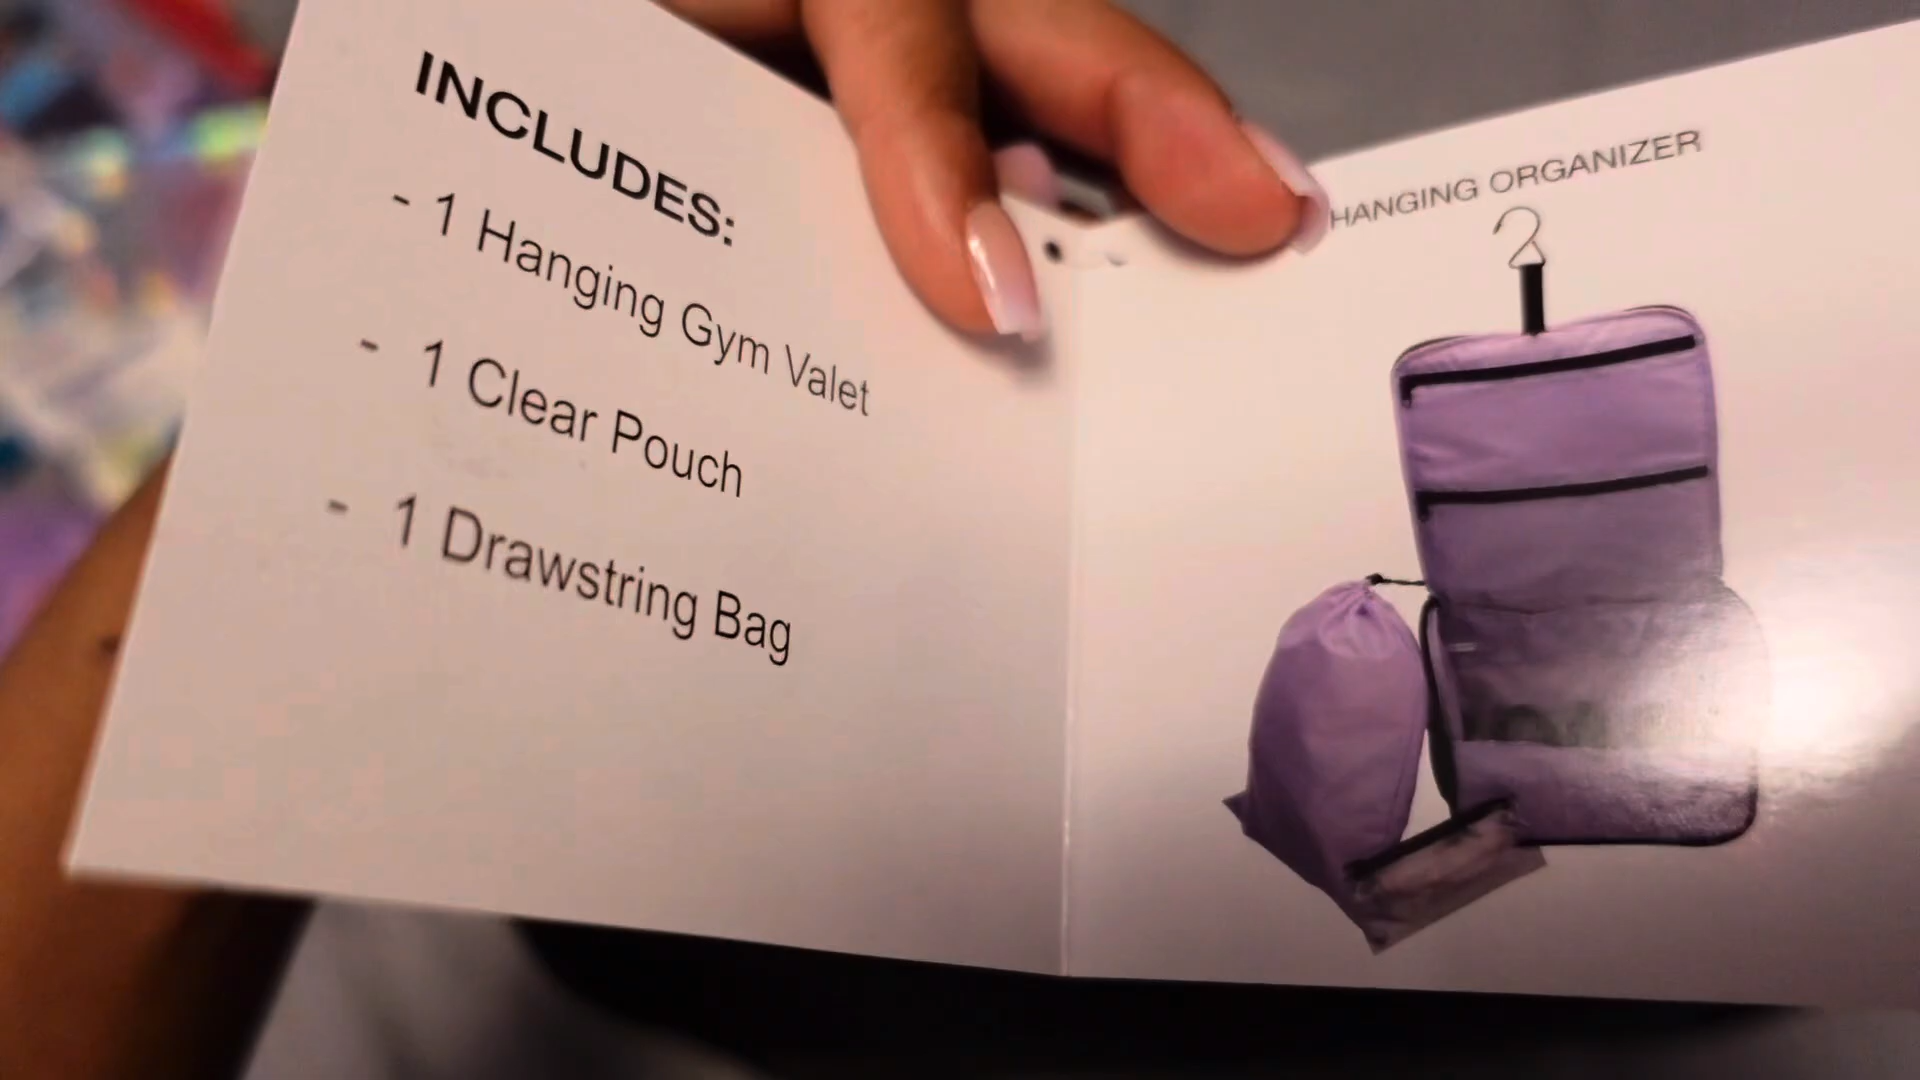 INCLUDES:
- 1 Hanging Gym Valet
- 1 Clear Pouch
- 1 Drawstring Bag
HANGING ORGANIZER